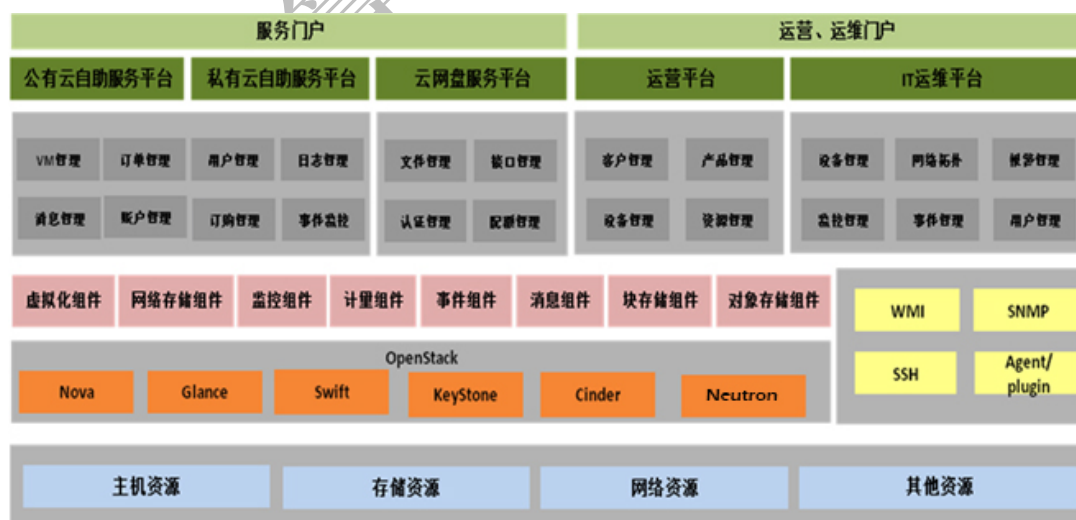 服务门户
运营、运维门户
公有云自助服务平台
私有云自助服务平台
云网盘服务平台
运营平台
IT运维平台
VM管理
订单管理
用户管理
日志管理
文件管理
接口管理
客户管理
产品管理
设备管理
网络拓扑
报警管理
消息管理
账户管理
订购管理
事件监控
认证管理
配额管理
设备管理
资源管理
监控管理
事件管理
用户管理
虚拟化组件
网络存储组件
监控组件
计量组件
事件组件
消息组件
块存储组件
对象存储组件
WMI
SNMP
SSH
Agent/
plugin
OpenStack
Nova
Glance
Swift
KeyStone
Cinder
Neutron
主机资源
存储资源
网络资源
其他资源